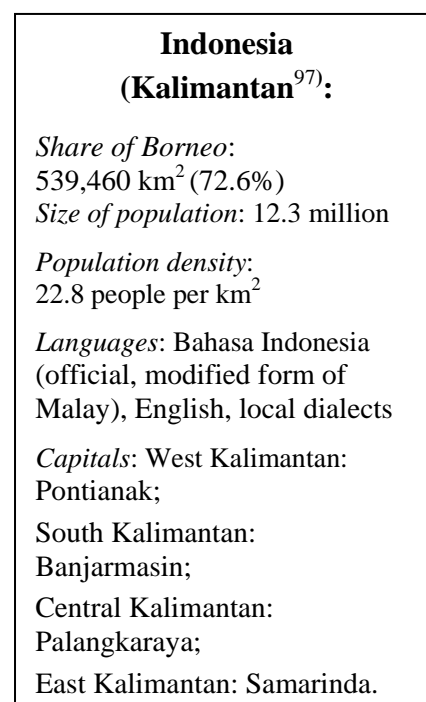 Indonesia
(Kalimantan⁹⁷⁾:
Share of Borneo:
539,460 km² (72.6%)
Size of population: 12.3 million
Population density:
22.8 people per km²
Languages: Bahasa Indonesia
(official, modified form of
Malay), English, local dialects
Capitals: West Kalimantan:
Pontianak;
South Kalimantan:
Banjarmasin;
Central Kalimantan:
Palangkaraya;
East Kalimantan: Samarinda.